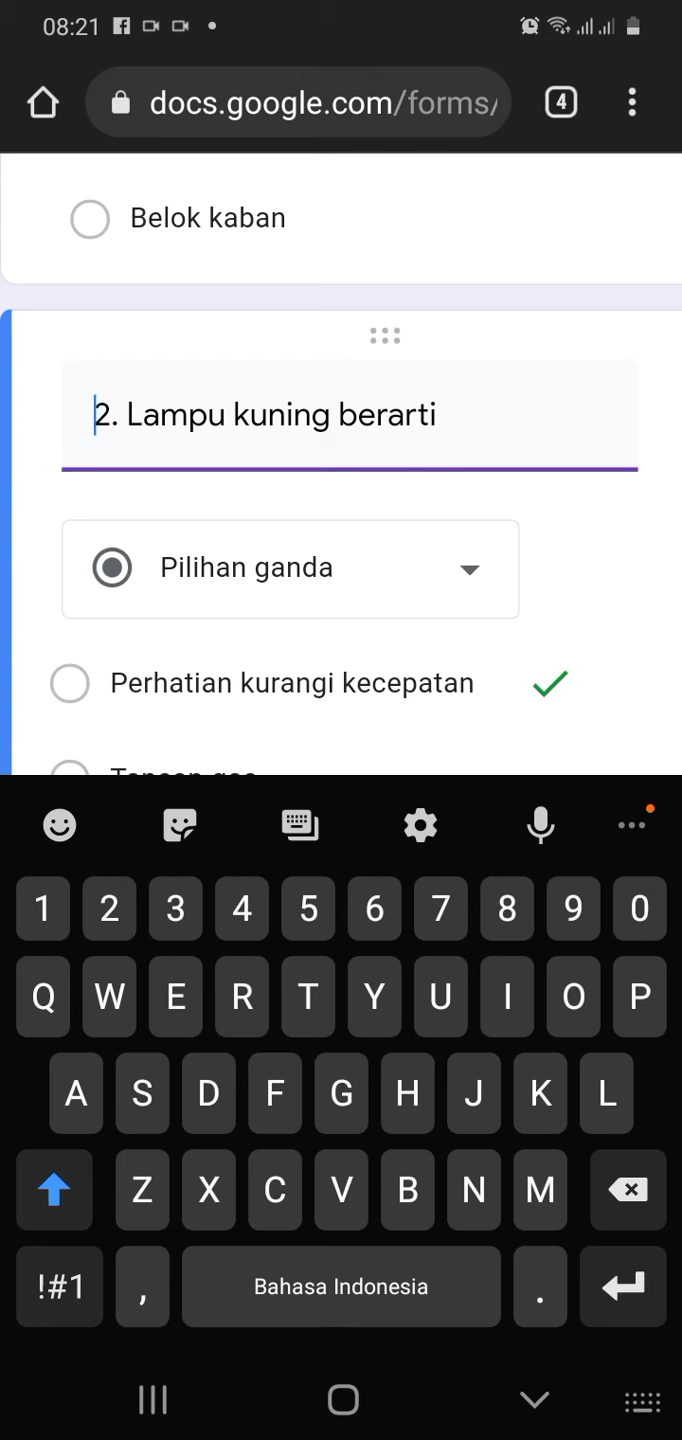 08:21
docs.google.com/forms/
4
Belok kaban
2. Lampu kuning berarti
Pilihan ganda
Perhatian kurangi kecepatan
!#1 , Bahasa Indonesia .
1 2 3 4 5 6 7 8 9 0
Q W E R T Y U I O P
A S D F G H J K L
Z X C V B N M